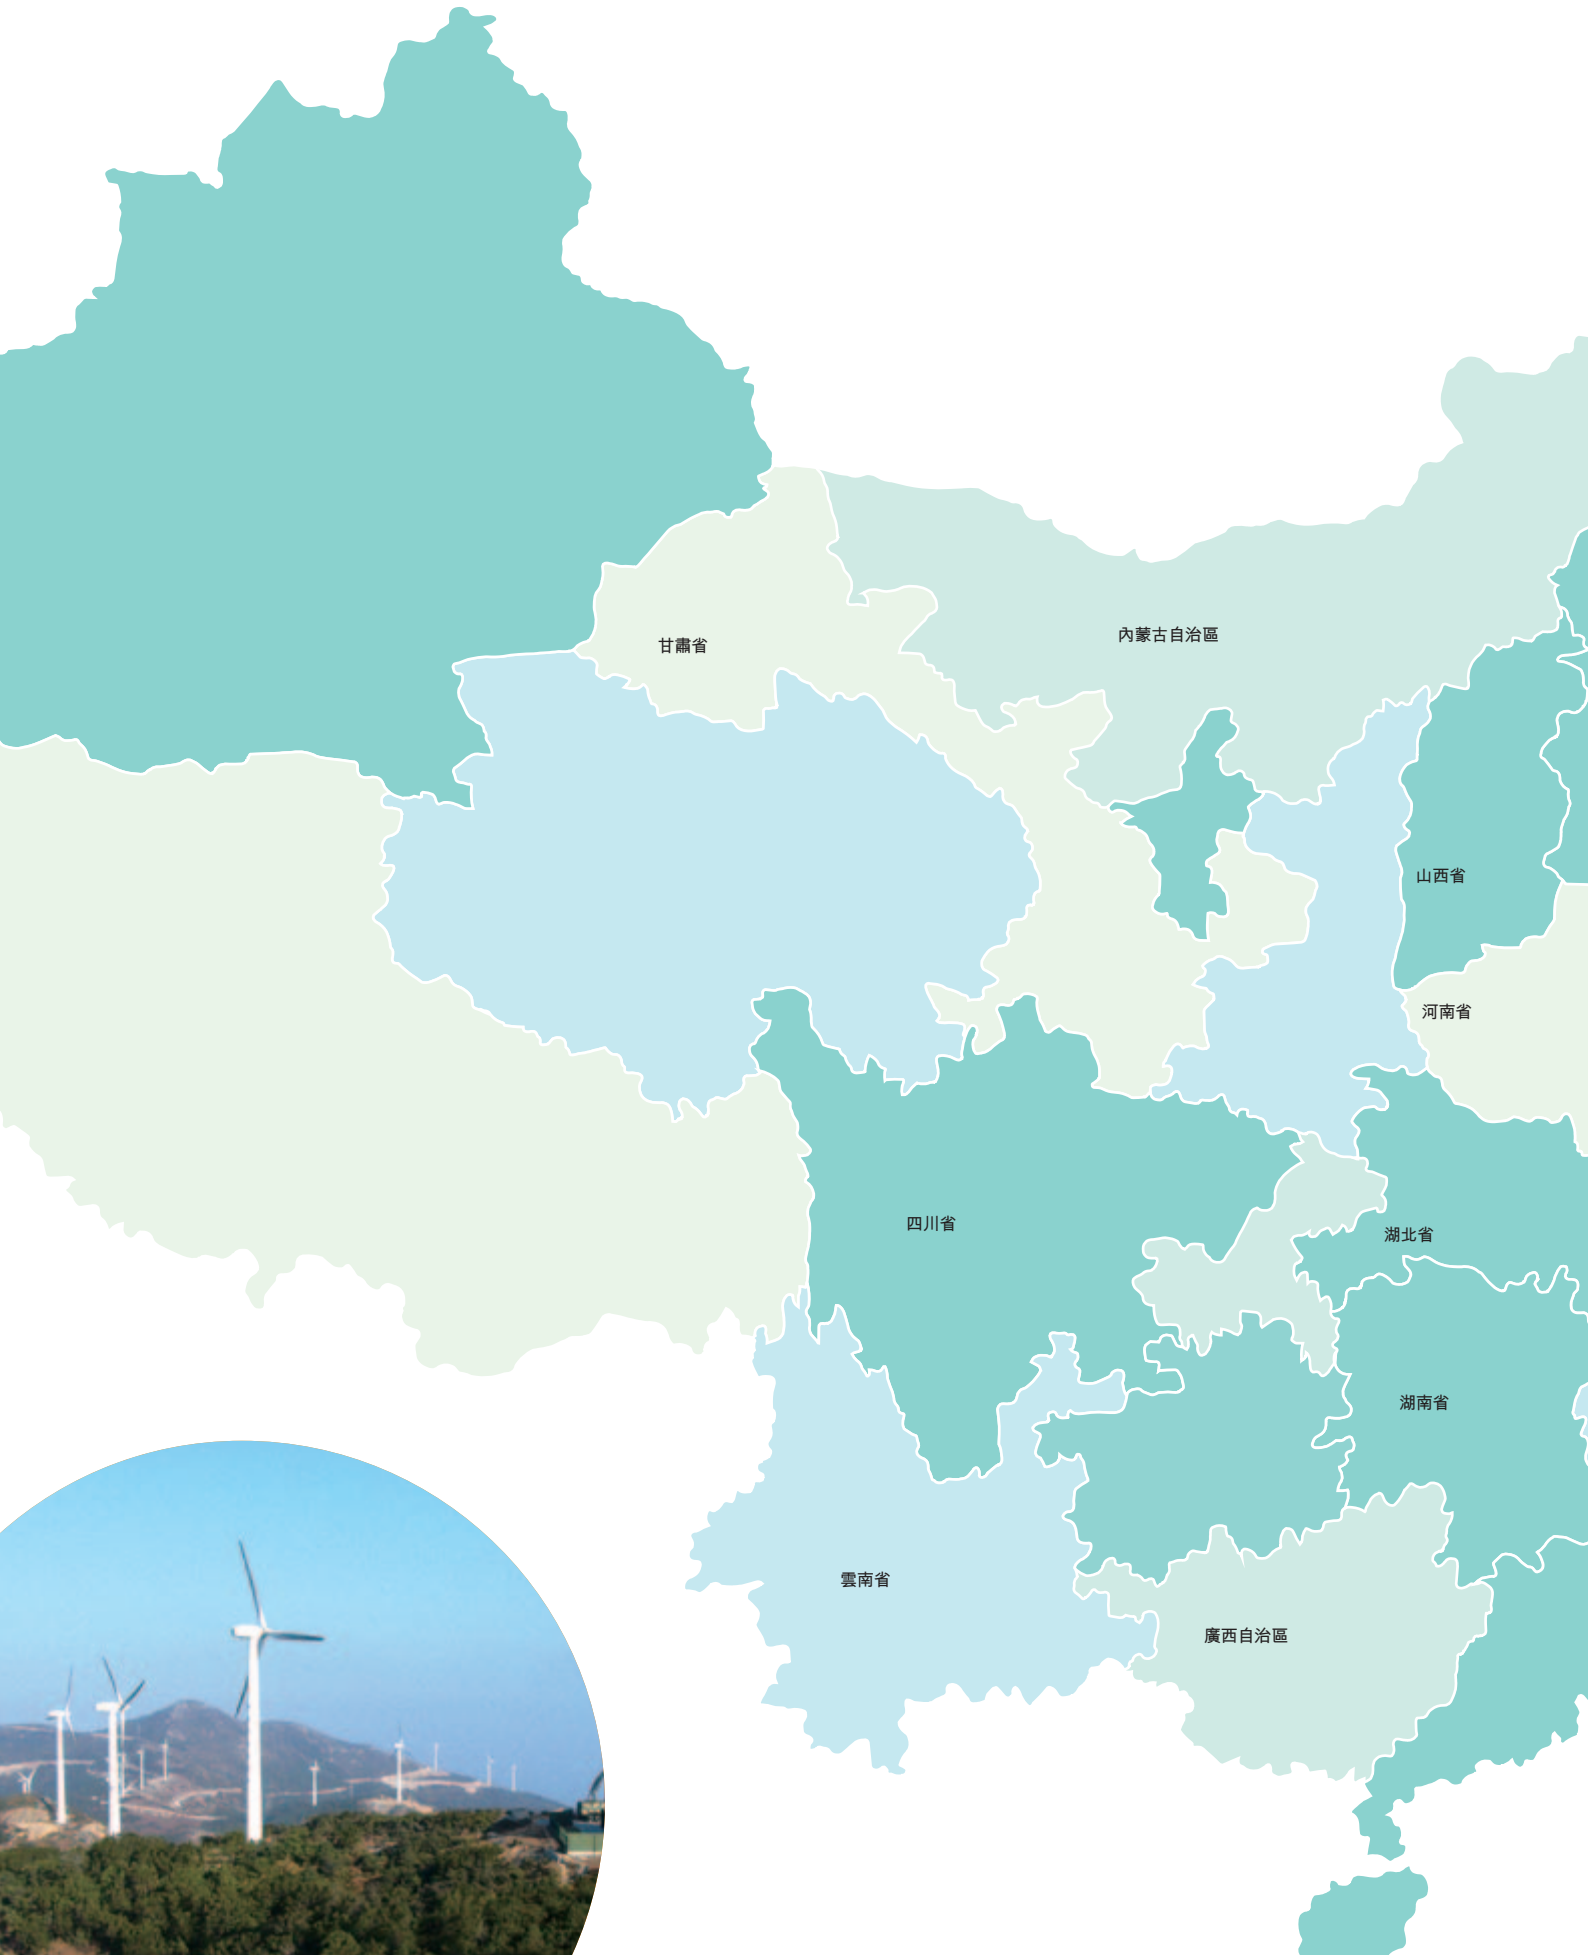 內蒙古自治區
甘肅省
山西省
河南省
四川省
湖北省
湖南省
雲南省
廣西自治區